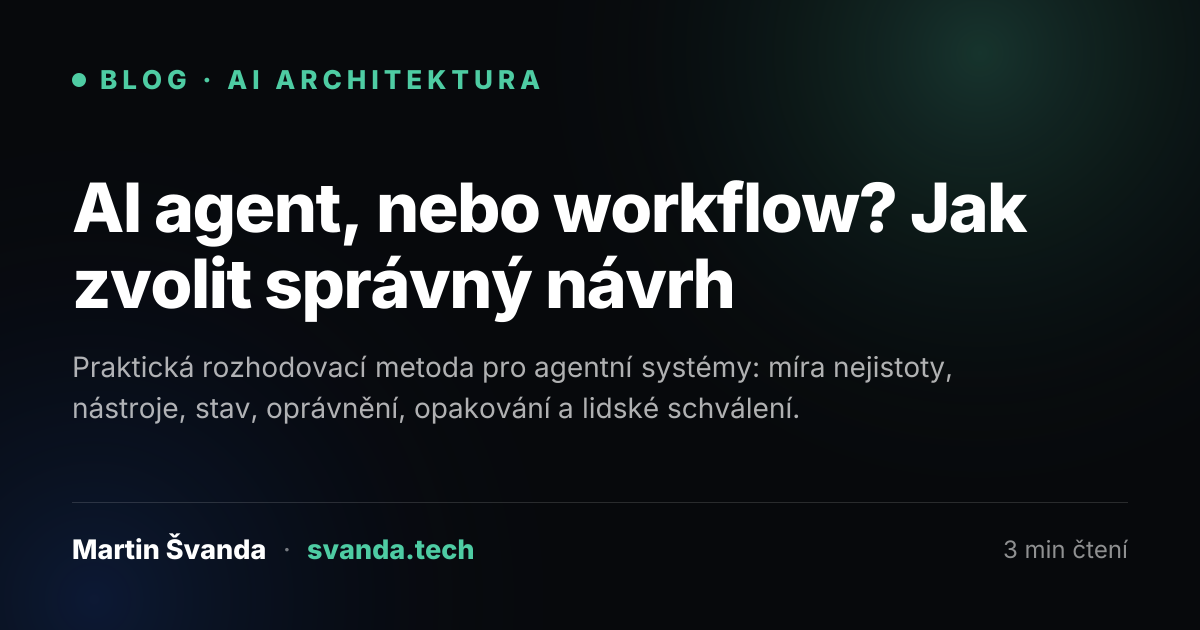 BLOG · AI ARCHITEKTURA
AI agent, nebo workflow? Jak
zvolit správný návrh
Praktická rozhodovací metoda pro agentní systémy: míra nejistoty,
nástroje, stav, oprávnění, opakování a lidské schválení.
Martin Švanda · svanda.tech
3 min čtení